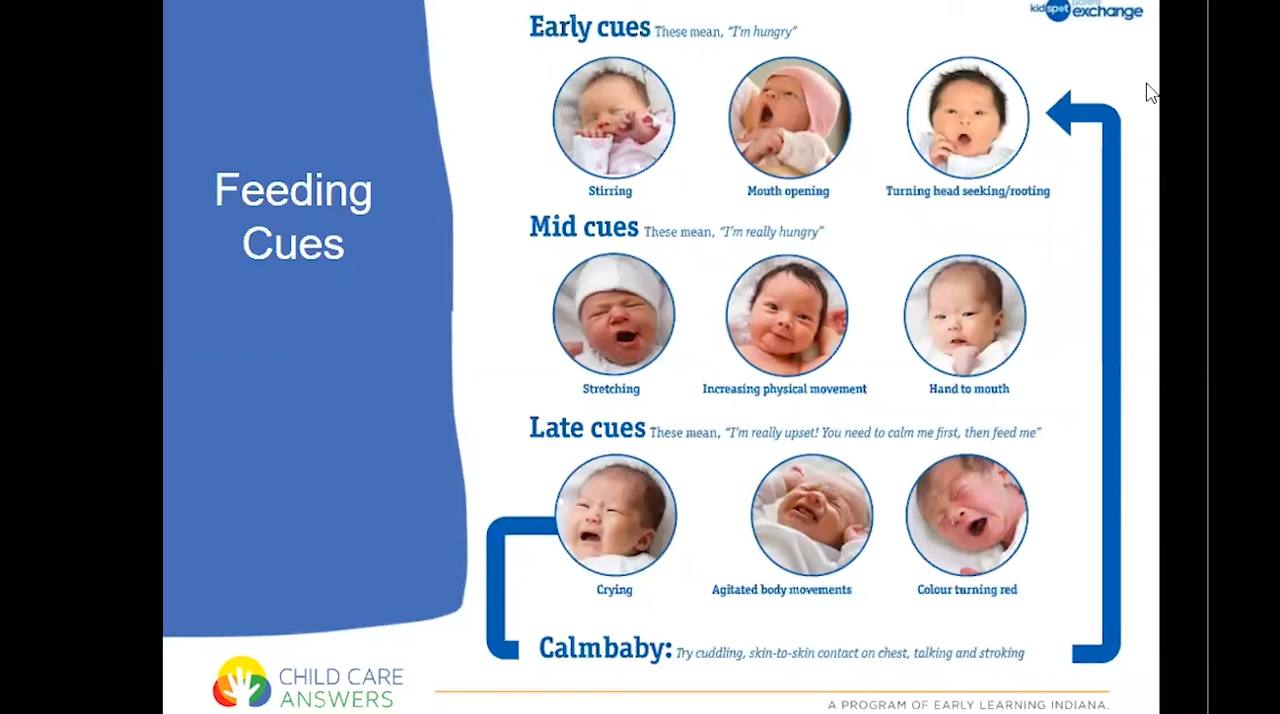 kidspot parent
exchange
Feeding
Cues
Early cues These mean, "I'm hungry"
Stirring
Mouth opening
Turning head seeking/rooting
Mid cues These mean, "I'm really hungry"
Stretching
Increasing physical movement
Hand to mouth
Late cues These mean, "I'm really upset! You need to calm me first, then feed me"
Crying
Agitated body movements
Colour turning red
Calmbaby: Try cuddling, skin-to-skin contact on chest, talking and stroking
CHILD CARE
ANSWERS
A PROGRAM OF EARLY LEARNING INDIANA.